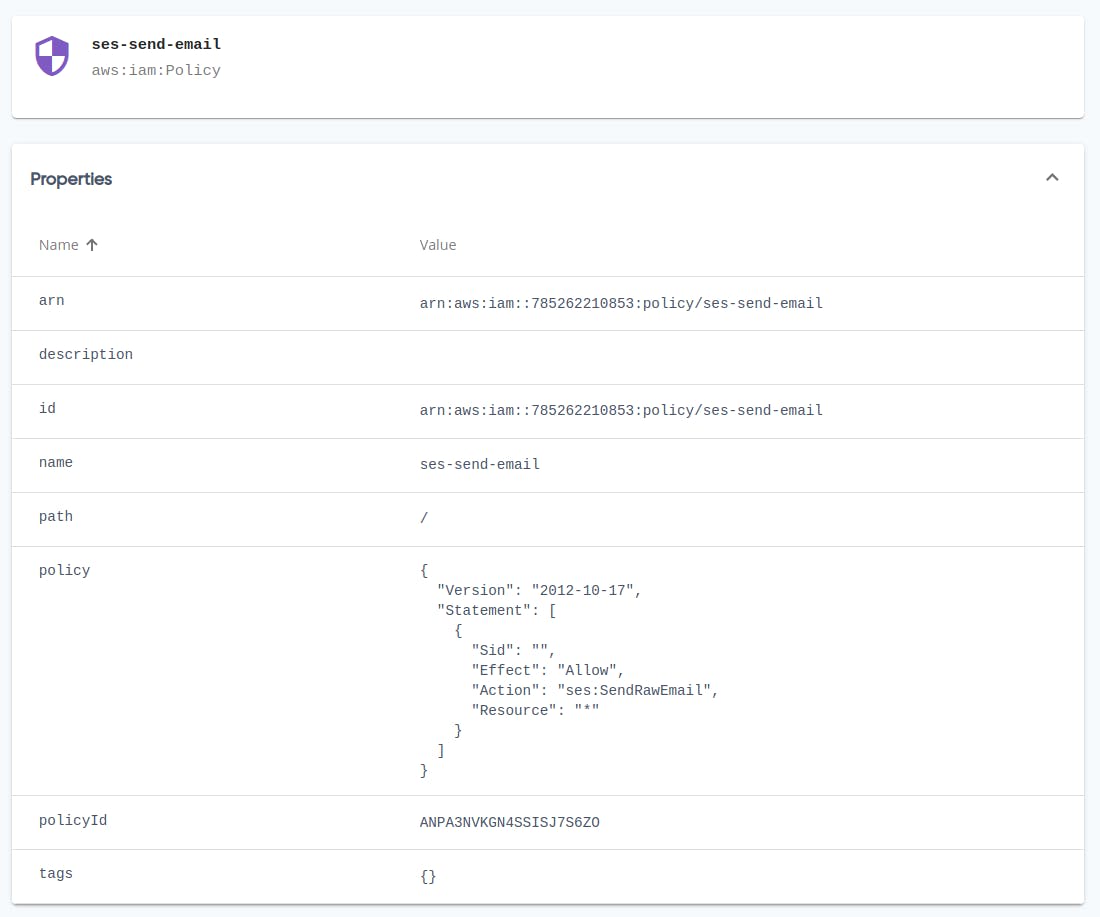 ses-send-email
aws:iam:Policy
Properties
Name Value
arn arn:aws:iam::785262210853:policy/ses-send-email
description
id arn:aws:iam::785262210853:policy/ses-send-email
name ses-send-email
path /
policy {
"Version": "2012-10-17",
"Statement": [
{
"Sid": "",
"Effect": "Allow",
"Action": "ses:SendRawEmail",
"Resource": "*"
}
]
}
policyId ANPA3NVKGN4SSISJ7S6ZO
tags {}